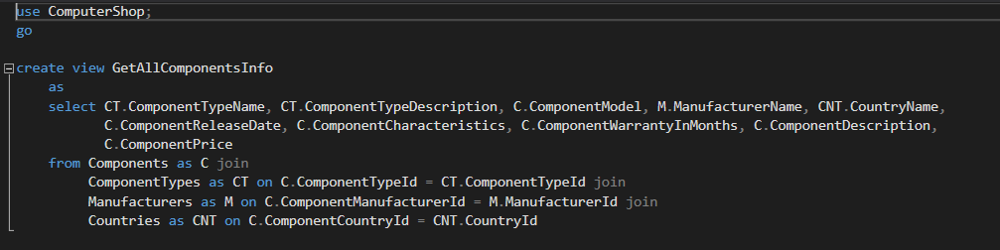 use ComputerShop;
go
create view GetAllComponentsInfo
as
select CT.ComponentTypeName, CT.ComponentTypeDescription, C.ComponentModel, M.ManufacturerName, CNT.CountryName,
C.ComponentReleaseDate, C.ComponentCharacteristics, C.ComponentWarrantyInMonths, C.ComponentDescription,
C.ComponentPrice
from Components as C join
ComponentTypes as CT on C.ComponentTypeId = CT.ComponentTypeId join
Manufacturers as M on C.ComponentManufacturerId = M.ManufacturerId join
Countries as CNT on C.ComponentCountryId = CNT.CountryId